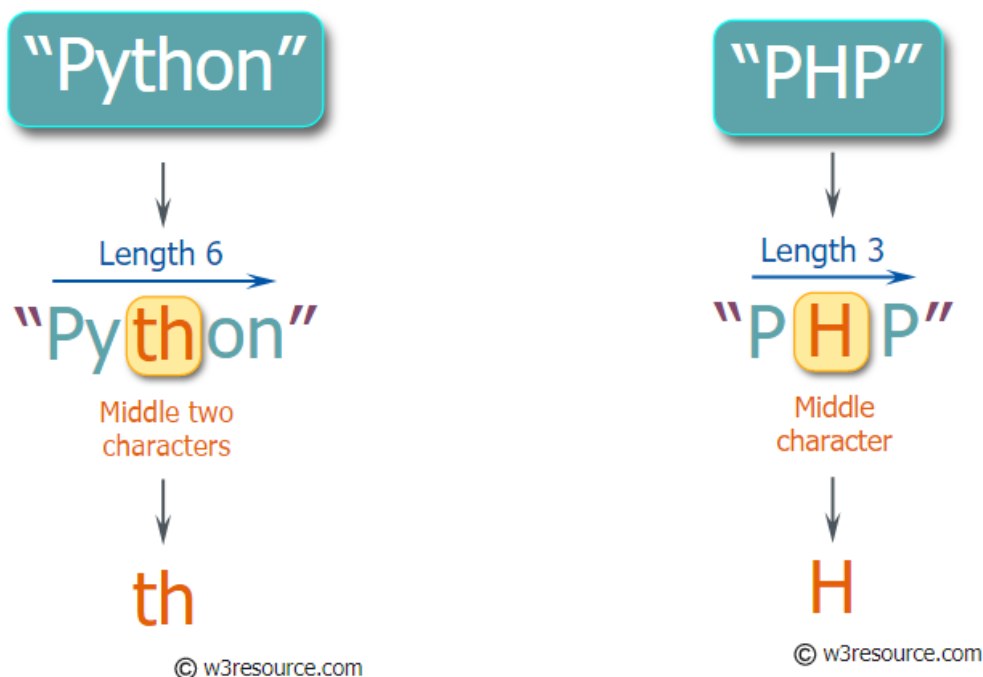 “Python”
Length 6
“Python”
Middle two
characters
th
© w3resource.com
“PHP”
Length 3
“PHP”
Middle
character
H
© w3resource.com